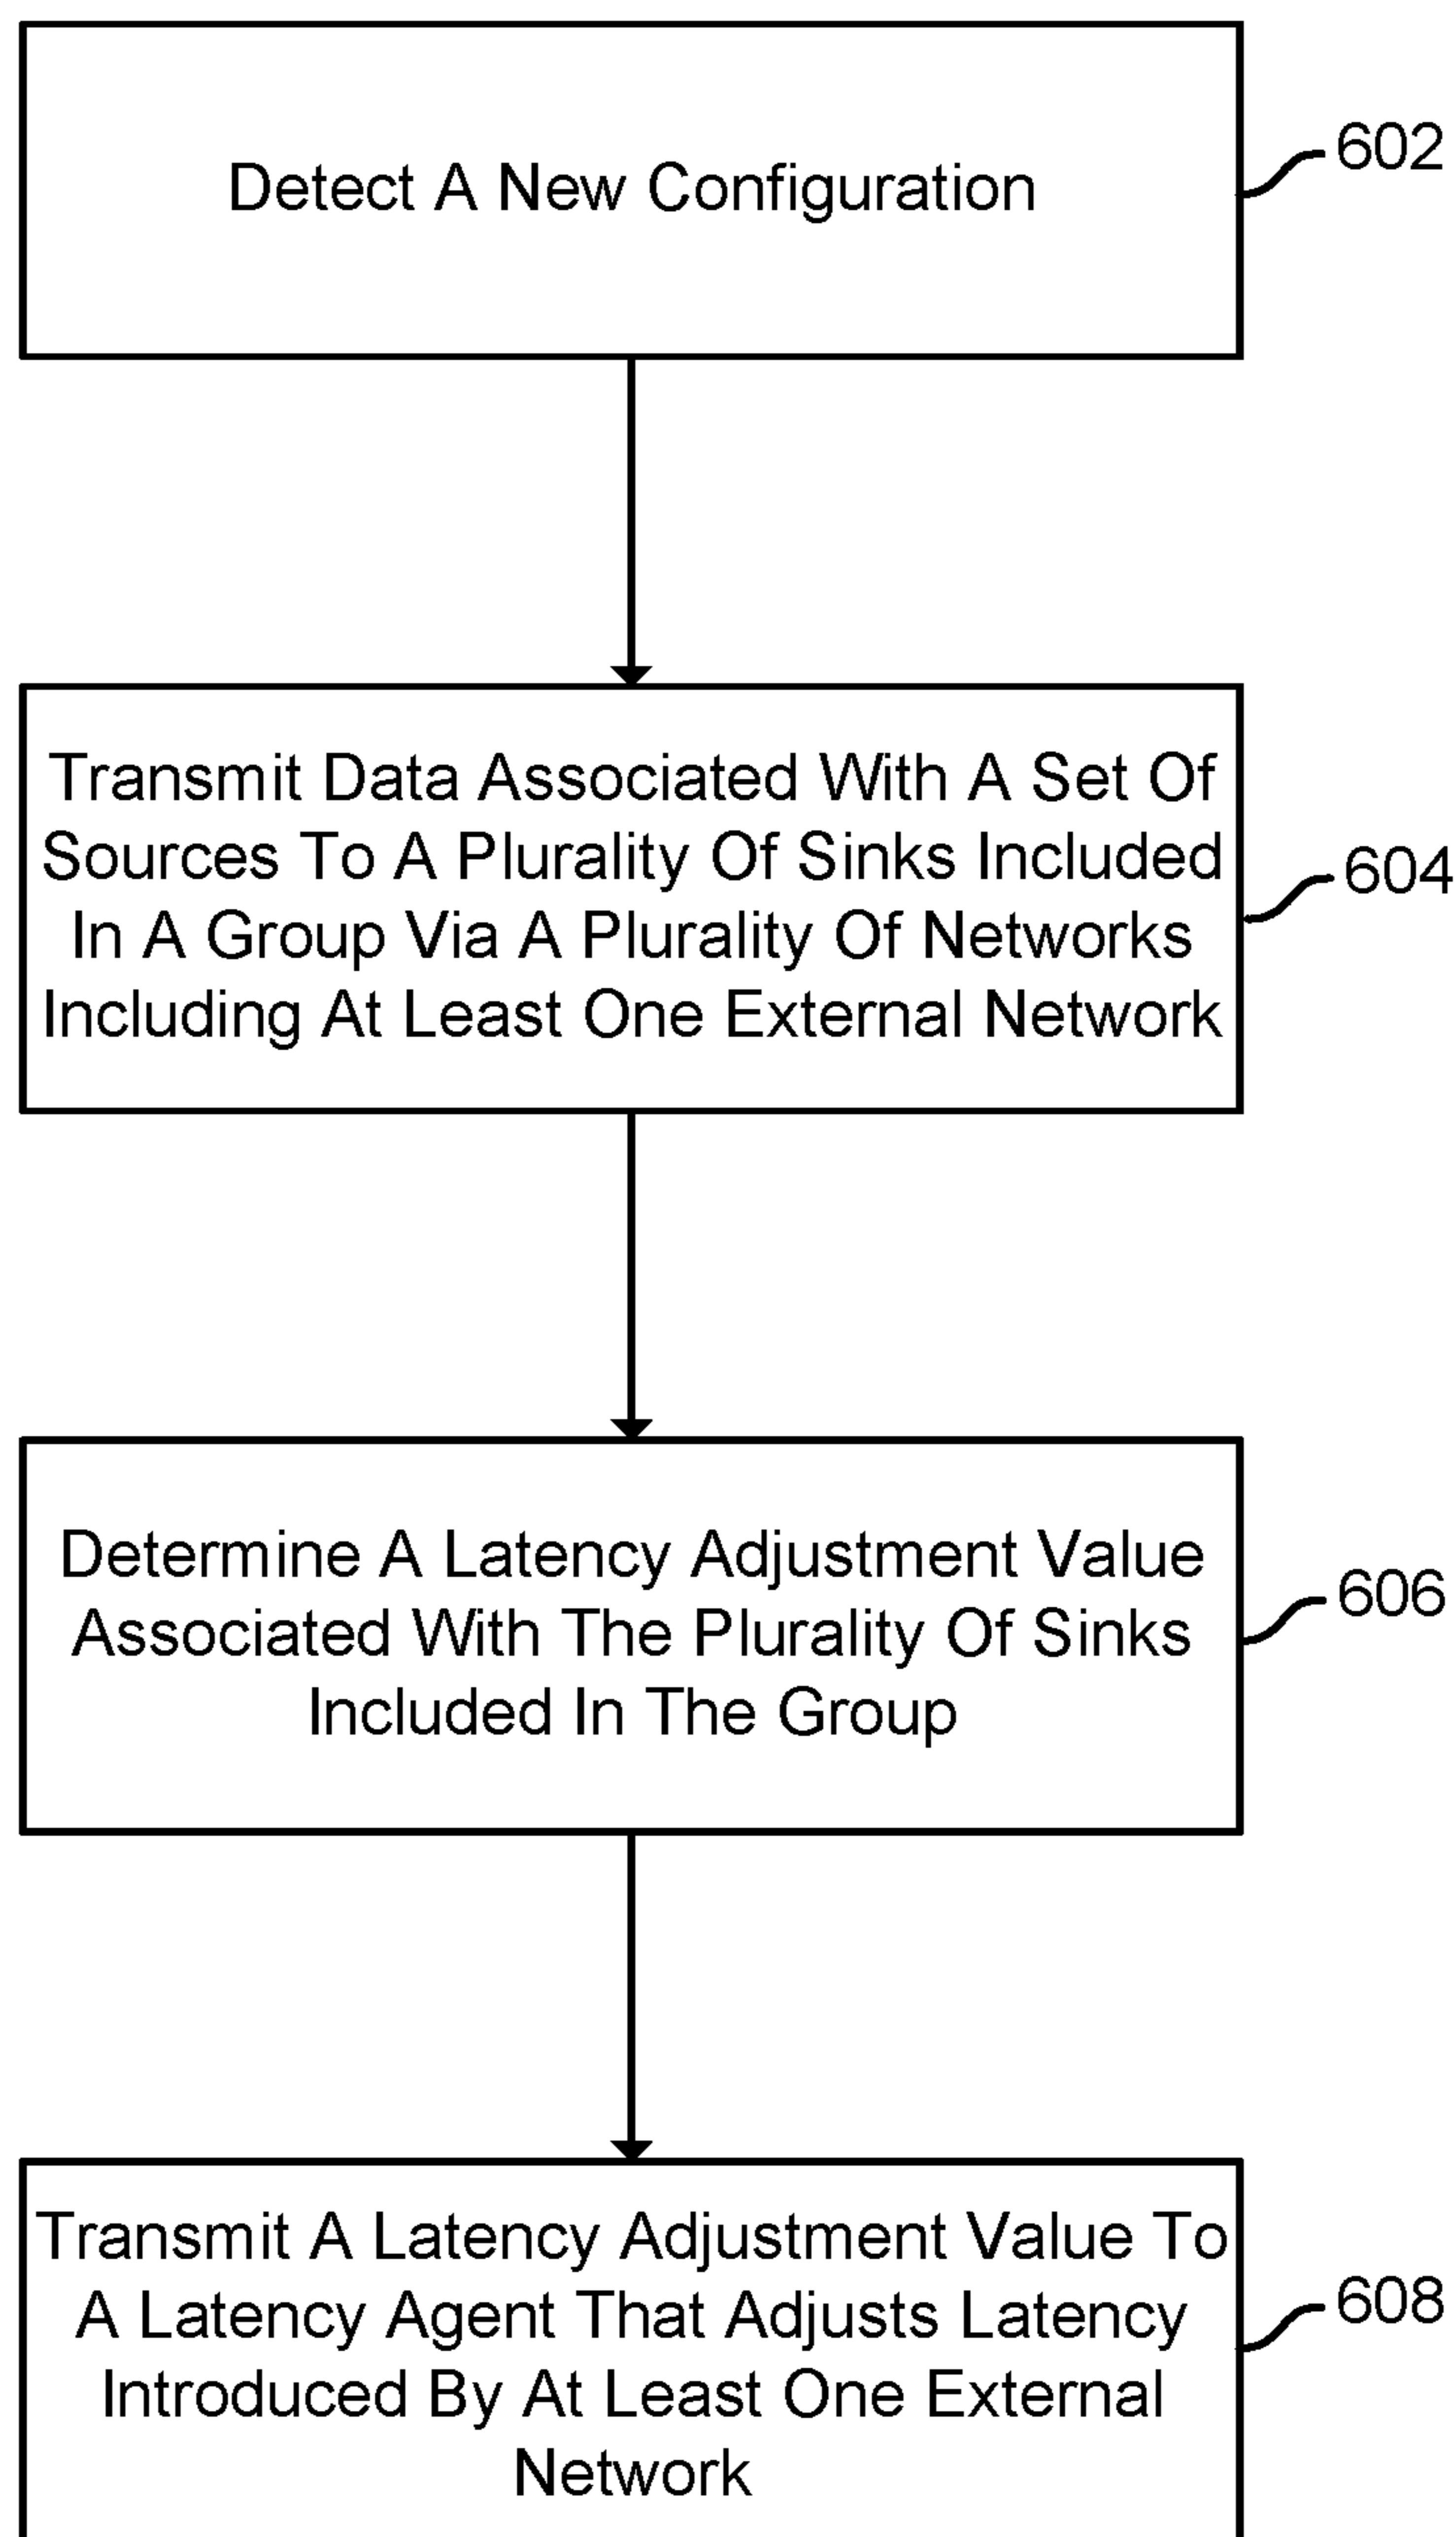 Detect A New Configuration
602
Transmit Data Associated With A Set Of
Sources To A Plurality Of Sinks Included
In A Group Via A Plurality Of Networks
Including At Least One External Network
604
Determine A Latency Adjustment Value
Associated With The Plurality Of Sinks
Included In The Group
606
Transmit A Latency Adjustment Value To
A Latency Agent That Adjusts Latency
Introduced By At Least One External
Network
608